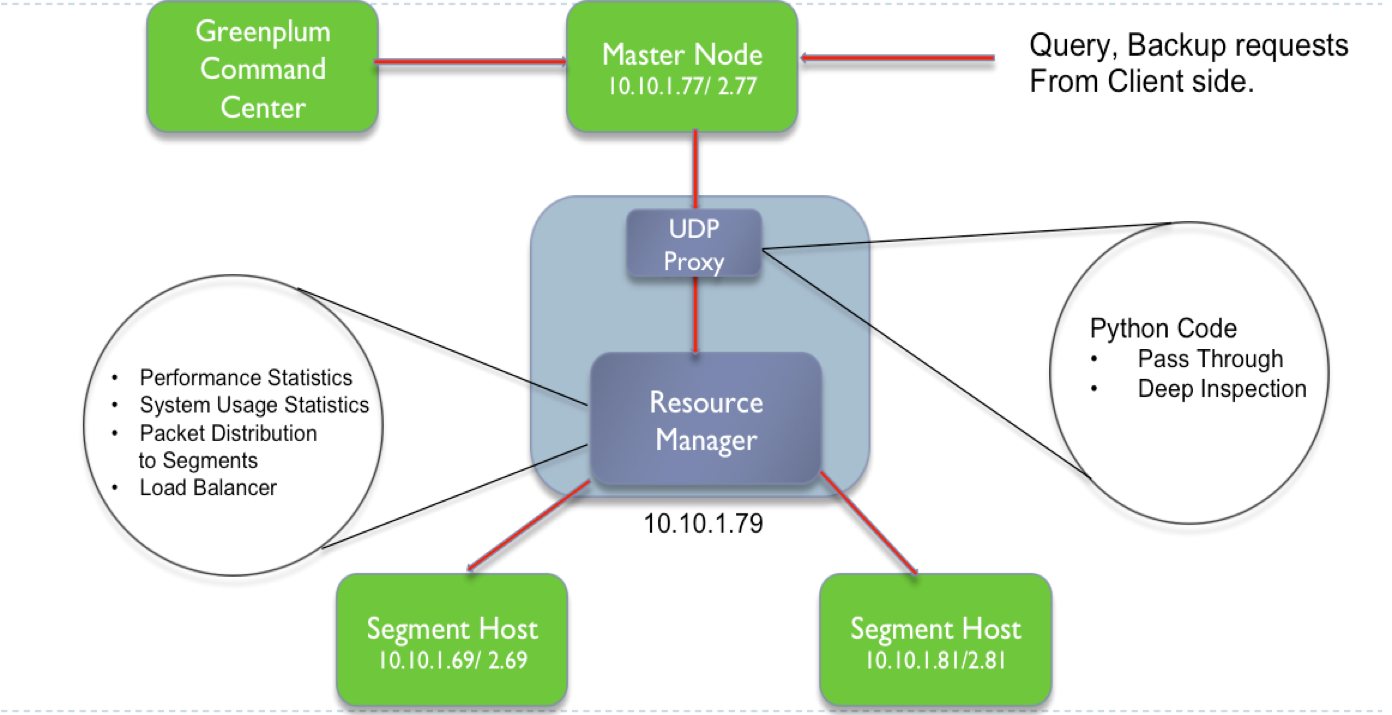 Greenplum
Command
Center
Master Node
10.10.1.77/ 2.77
Query, Backup requests
From Client side.
UDP
Proxy
Python Code
• Pass Through
• Deep Inspection
• Performance Statistics
• System Usage Statistics
• Packet Distribution
to Segments
• Load Balancer
Resource
Manager
10.10.1.79
Segment Host
10.10.1.69/ 2.69
Segment Host
10.10.1.81/2.81